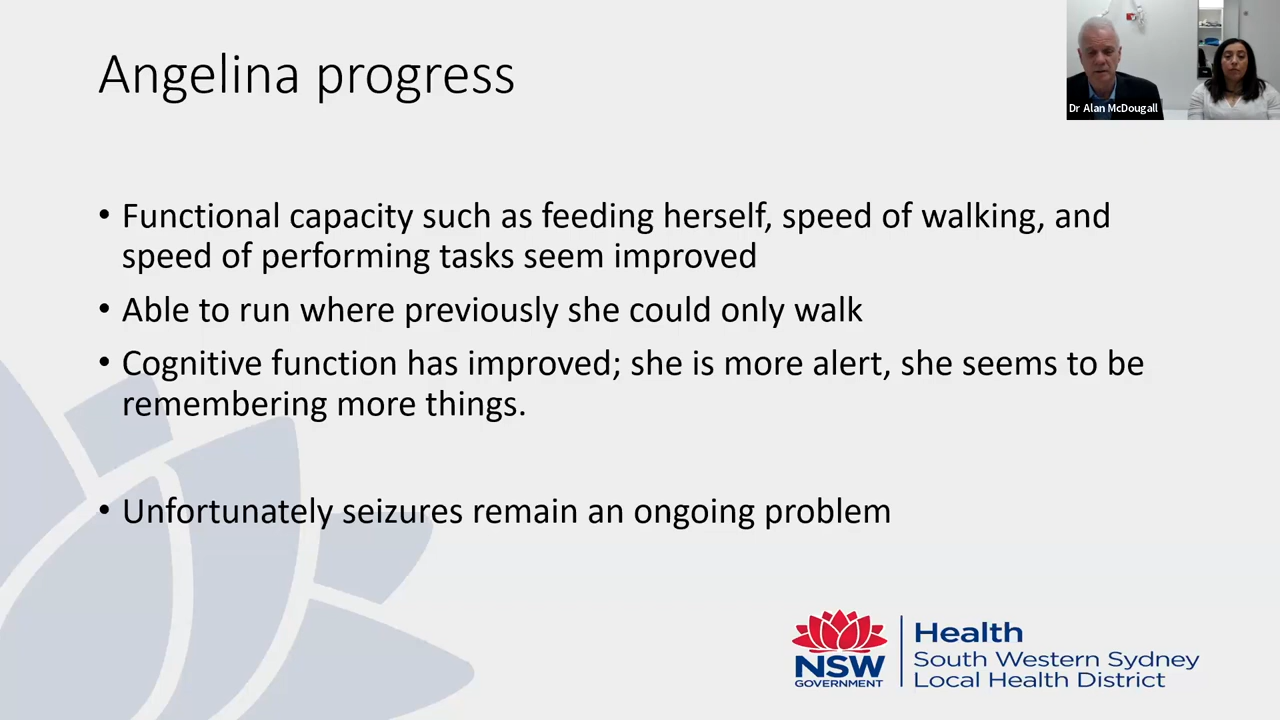 Angelina progress
Dr Alan McDougall
• Functional capacity such as feeding herself, speed of walking, and
speed of performing tasks seem improved
• Able to run where previously she could only walk
• Cognitive function has improved; she is more alert, she seems to be
remembering more things.
• Unfortunately seizures remain an ongoing problem
NSW
GOVERNMENT
Health
South Western Sydney
Local Health District